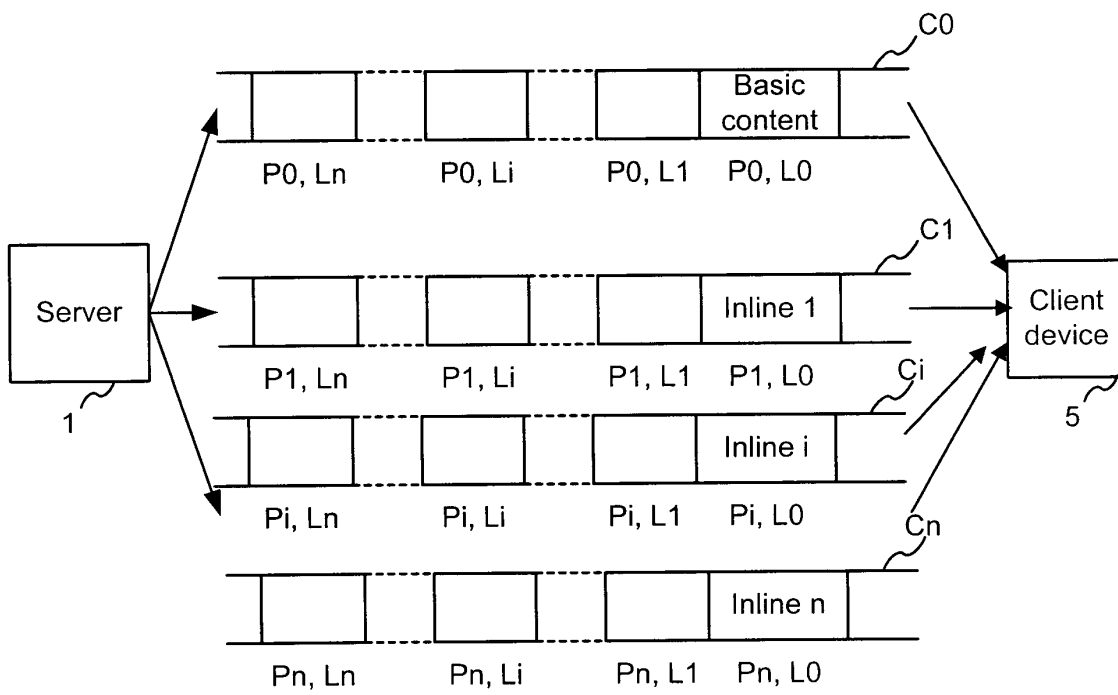 C0
Basic
content
P0, Ln
P0, Li
P0, L1
P0, L0
C1
Server
Inline 1
Client
device
P1, Ln
P1, Li
P1, L1
P1, L0
Ci
1
5
Inline i
Pi, Ln
Pi, Li
Pi, L1
Pi, L0
Cn
Inline n
Pn, Ln
Pn, Li
Pn, L1
Pn, L0